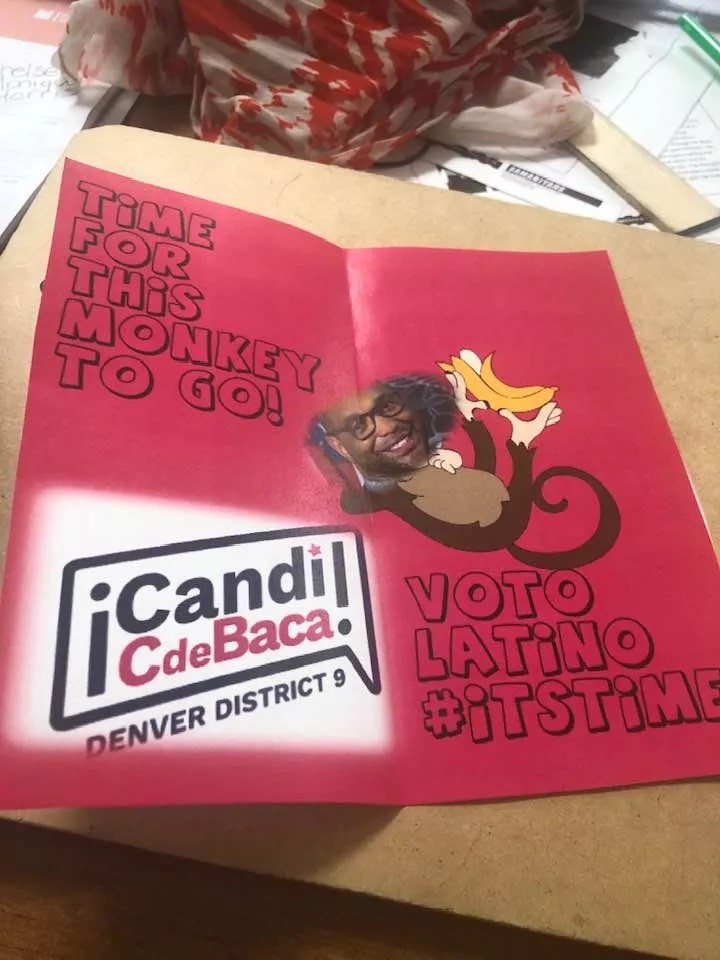 TiME
FOR
THiS
MONKEY
TO GO!
¡Candi!
CdeBaca
DENVER DISTRICT 9
VOTO
LATiNO
#iTSTiME